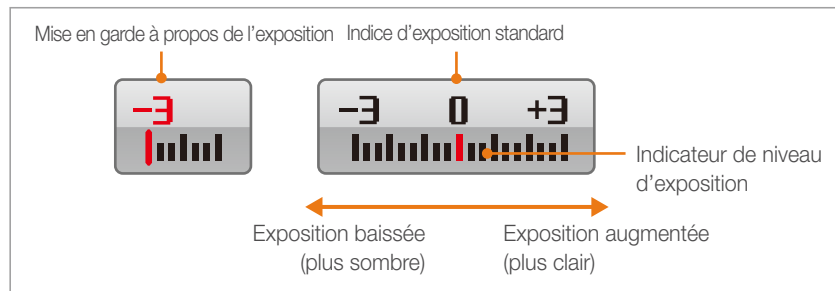 Mise en garde à propos de l’exposition
Indice d’exposition standard
−3
−3 0 +3
Indicateur de niveau
d’exposition
Exposition baissée
(plus sombre)
Exposition augmentée
(plus clair)